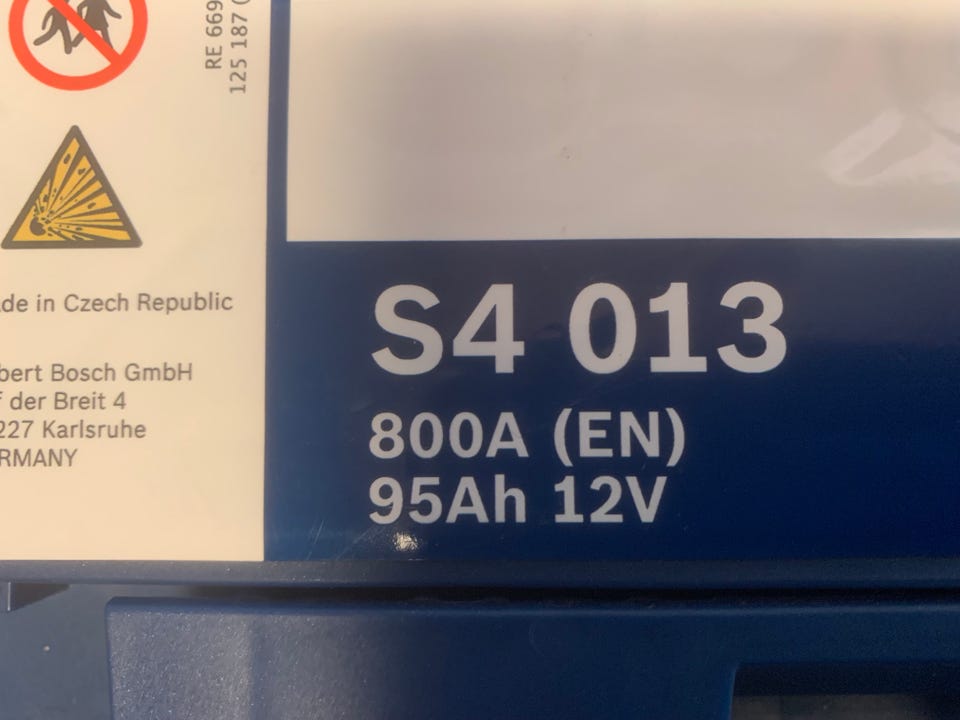 RE 669
125 187 (
de in Czech Republic
bert Bosch GmbH
f der Breit 4
227 Karlsruhe
RMANY
S4 013
800A (EN)
95Ah 12V